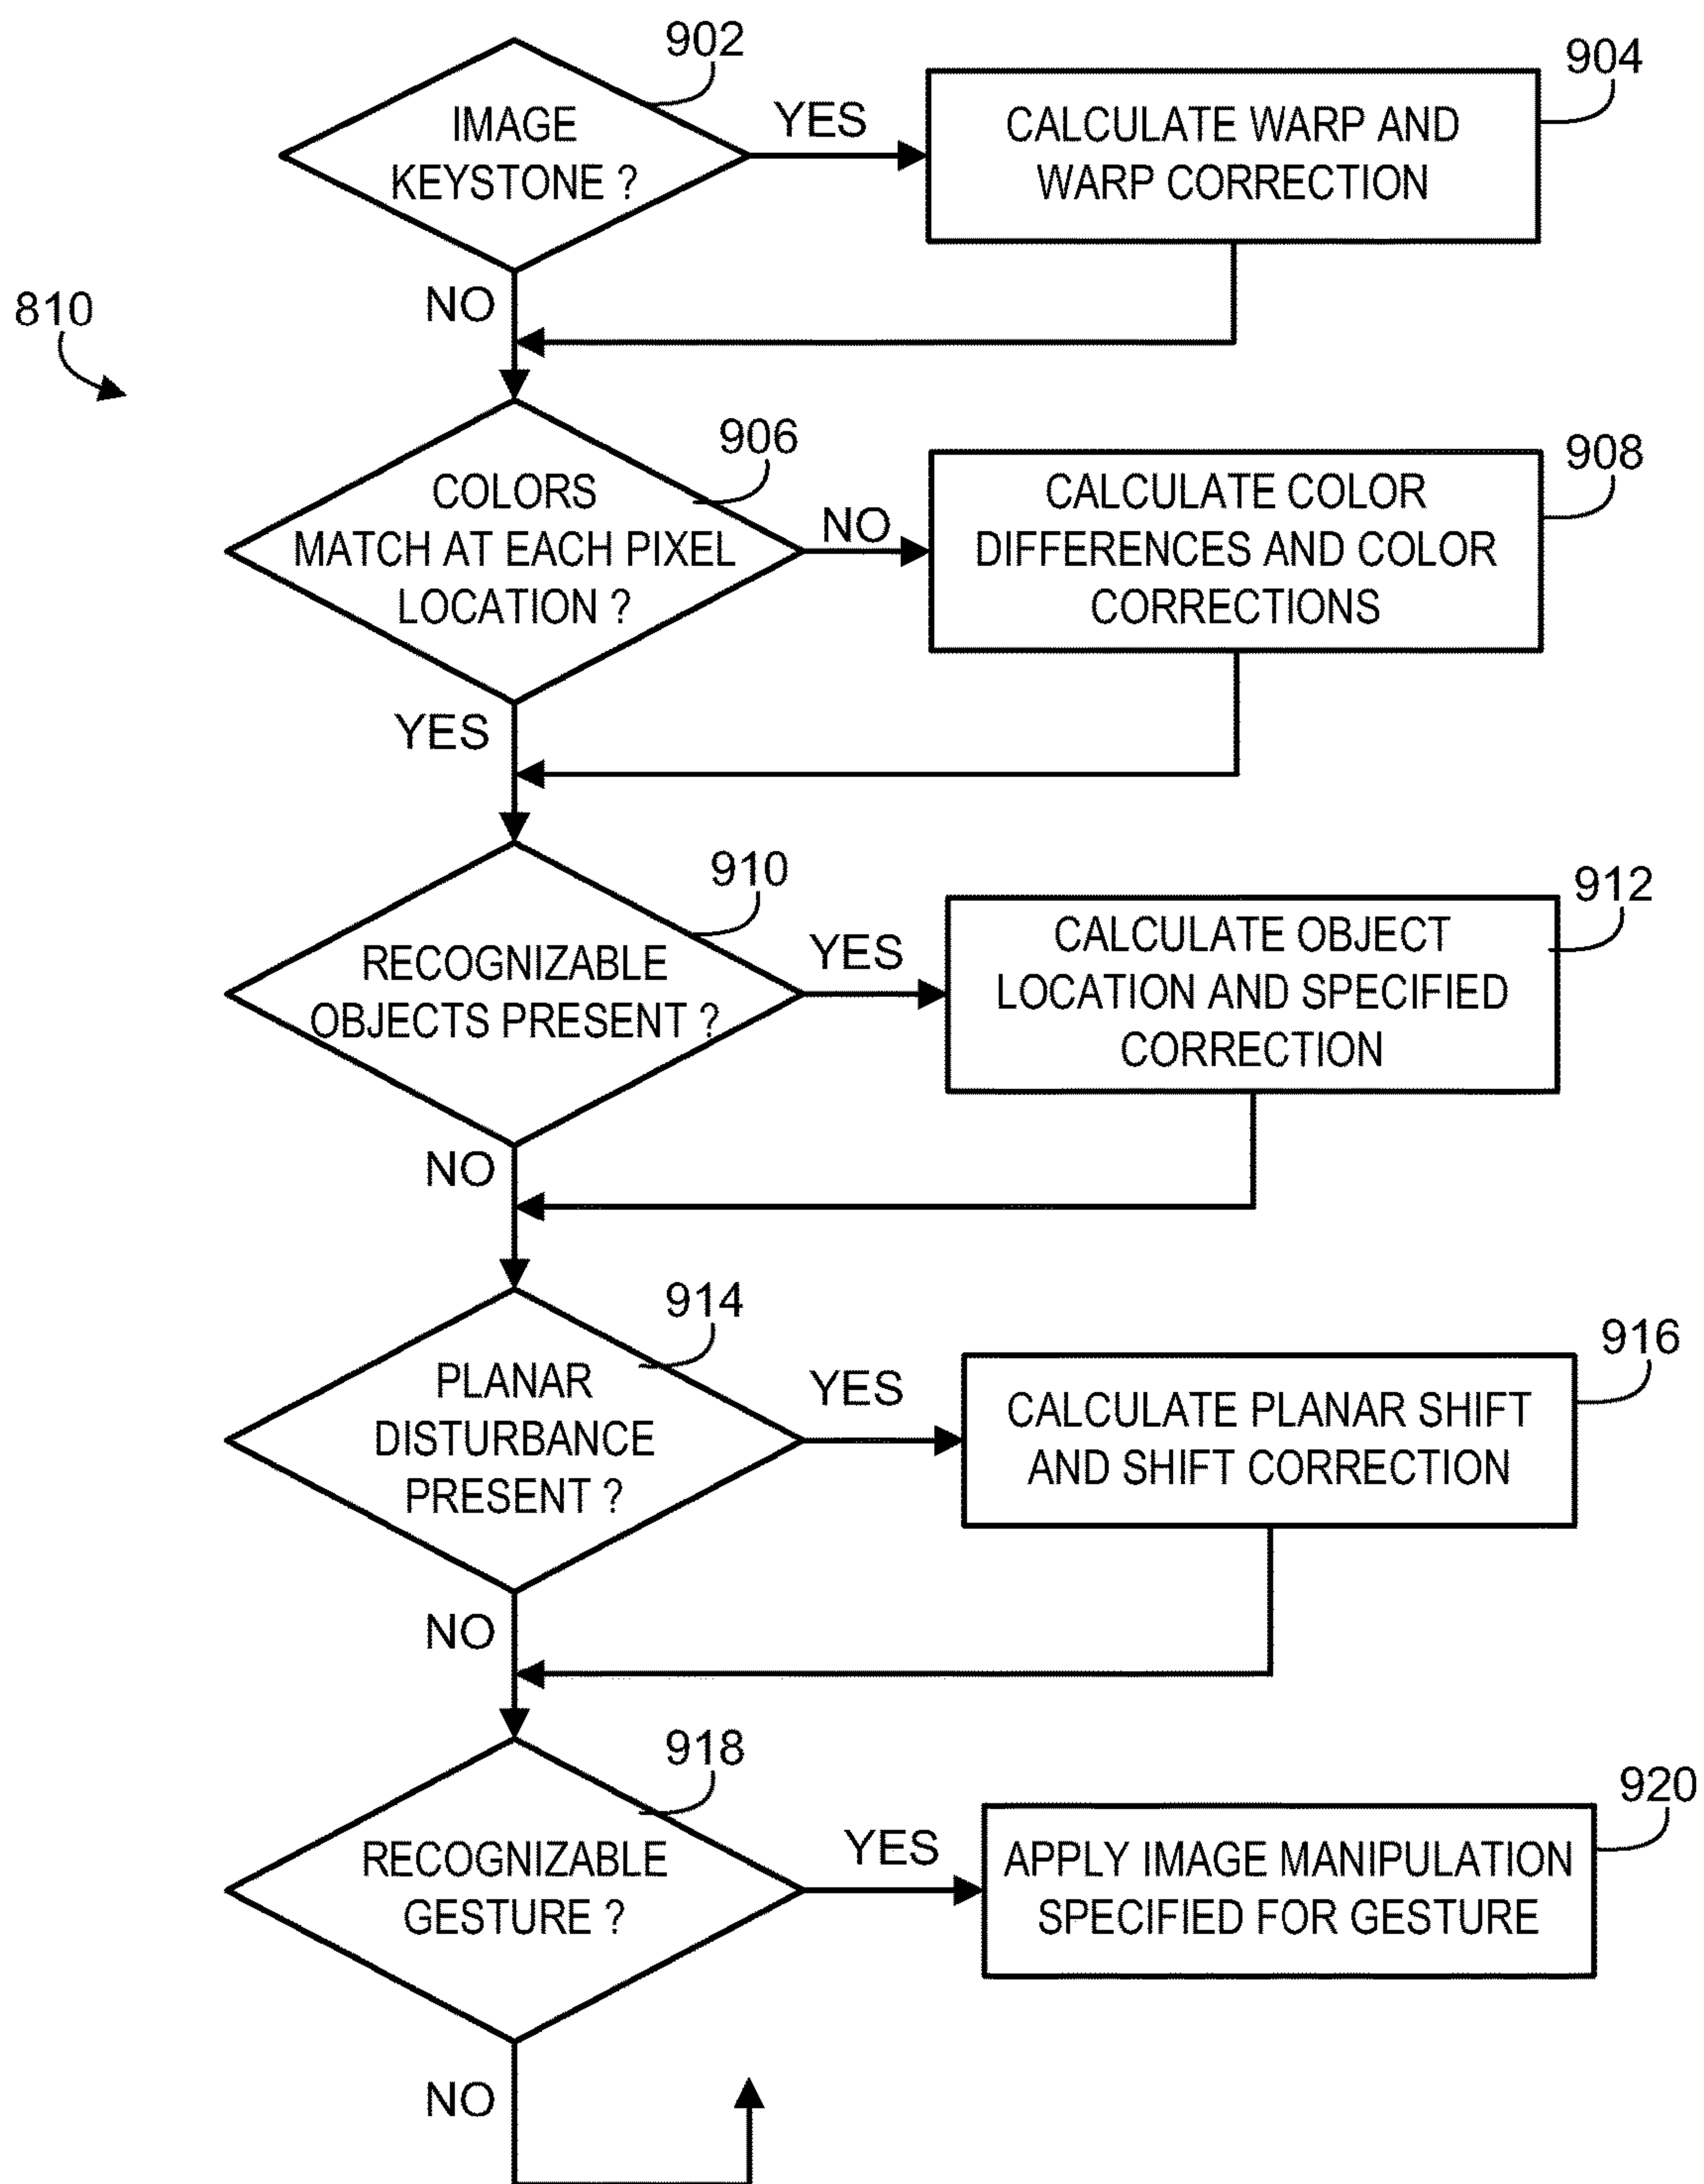 902
IMAGE
KEYSTONE ?
YES
904
CALCULATE WARP AND
WARP CORRECTION
NO
810
906
COLORS
MATCH AT EACH PIXEL
LOCATION ?
NO
908
CALCULATE COLOR
DIFFERENCES AND COLOR
CORRECTIONS
YES
910
RECOGNIZABLE
OBJECTS PRESENT ?
YES
912
CALCULATE OBJECT
LOCATION AND SPECIFIED
CORRECTION
NO
914
PLANAR
DISTURBANCE
PRESENT ?
YES
916
CALCULATE PLANAR SHIFT
AND SHIFT CORRECTION
NO
918
RECOGNIZABLE
GESTURE ?
YES
920
APPLY IMAGE MANIPULATION
SPECIFIED FOR GESTURE
NO